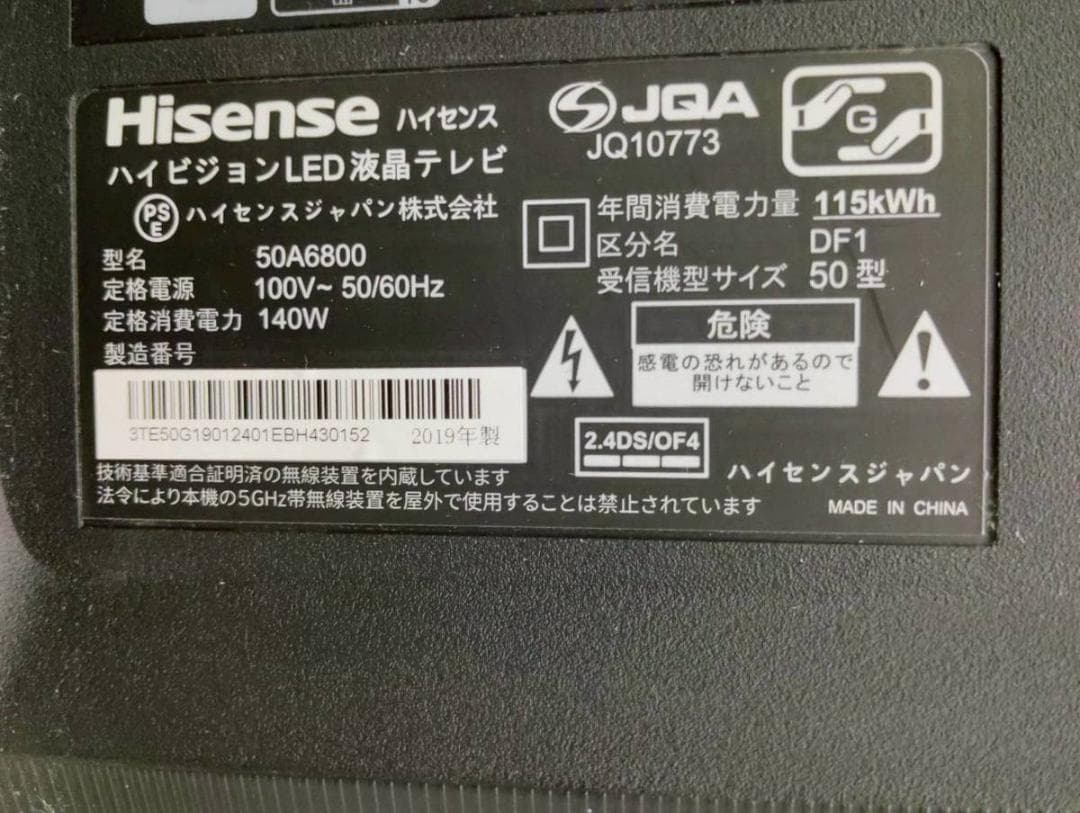 Hisense ハイセンス
ハイビジョンLED液晶テレビ
PSE ハイセンスジャパン株式会社
型名 50A6800
定格電源 100V~ 50/60Hz
定格消費電力 140W
製造番号
3TE50G19012401EBH430152 2019年製
技術基準適合証明済の無線装置を内蔵しています
法令により本機の5GHz帯無線装置を屋外で使用することは禁止されています
JQA
JQ10773
G
年間消費電力量 115kWh
区分名 DF1
受信機型サイズ 50型
危険
感電の恐れがあるので
開けないこと
2.4DS/OF4
ハイセンスジャパン
MADE IN CHINA